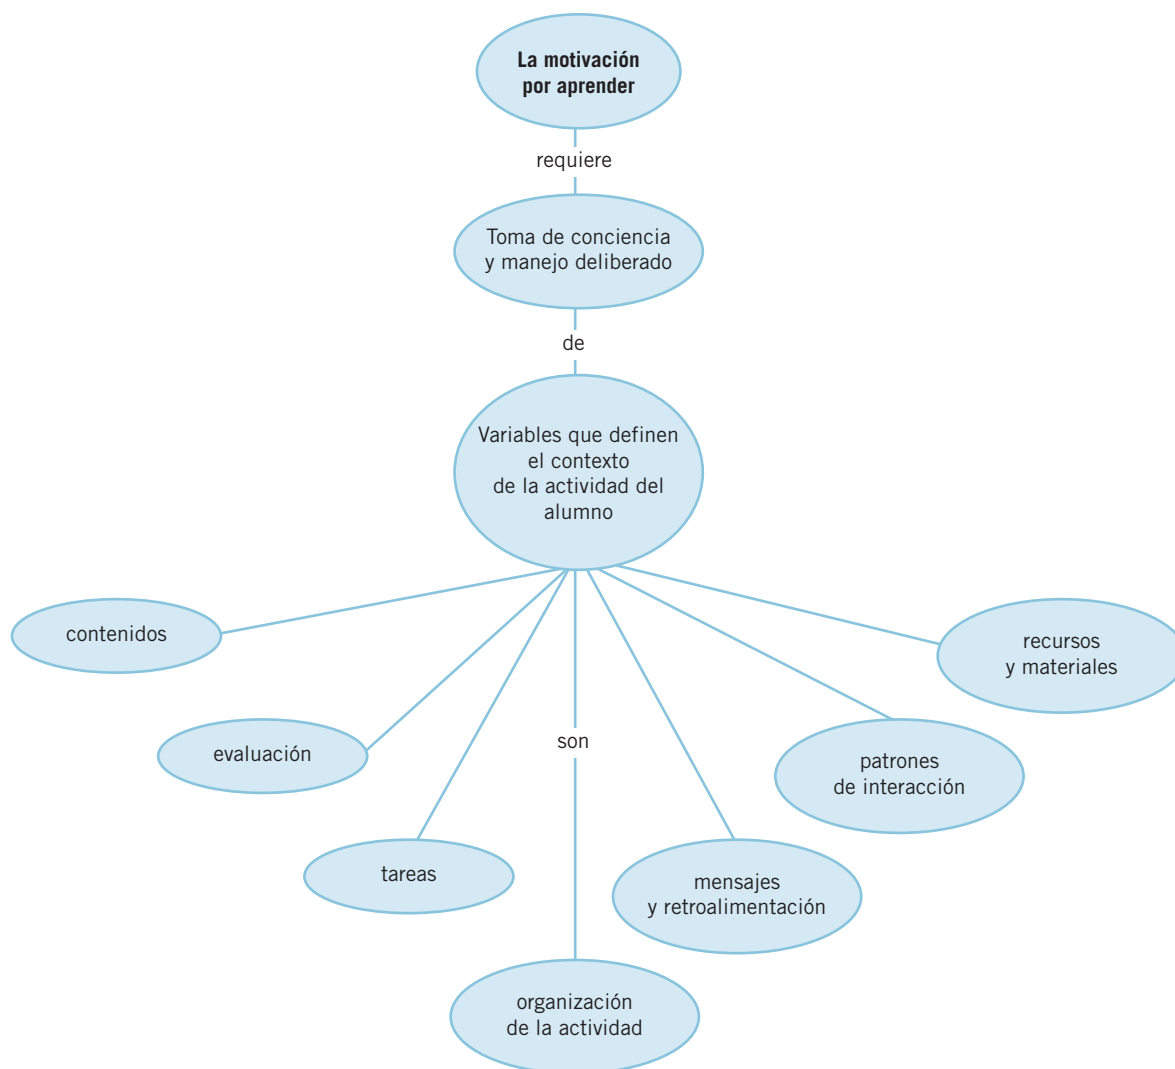 La motivación
por aprender
requiere
Toma de conciencia
y manejo deliberado
de
Variables que definen
el contexto
de la actividad del
alumno
contenidos
evaluación
tareas
son
organización
de la actividad
mensajes
y retroalimentación
patrones
de interacción
recursos
y materiales